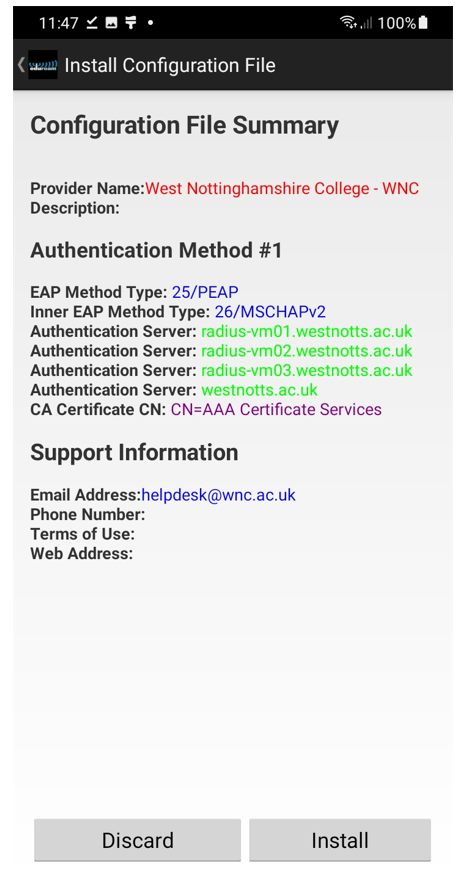 11:47 100%
eduroam Install Configuration File
Configuration File Summary
Provider Name:West Nottinghamshire College - WNC
Description:
Authentication Method #1
EAP Method Type: 25/PEAP
Inner EAP Method Type: 26/MSCHAPv2
Authentication Server: radius-vm01.westnotts.ac.uk
Authentication Server: radius-vm02.westnotts.ac.uk
Authentication Server: radius-vm03.westnotts.ac.uk
Authentication Server: westnotts.ac.uk
CA Certificate CN: CN=AAA Certificate Services
Support Information
Email Address:helpdesk@wnc.ac.uk
Phone Number:
Terms of Use:
Web Address:
Discard Install